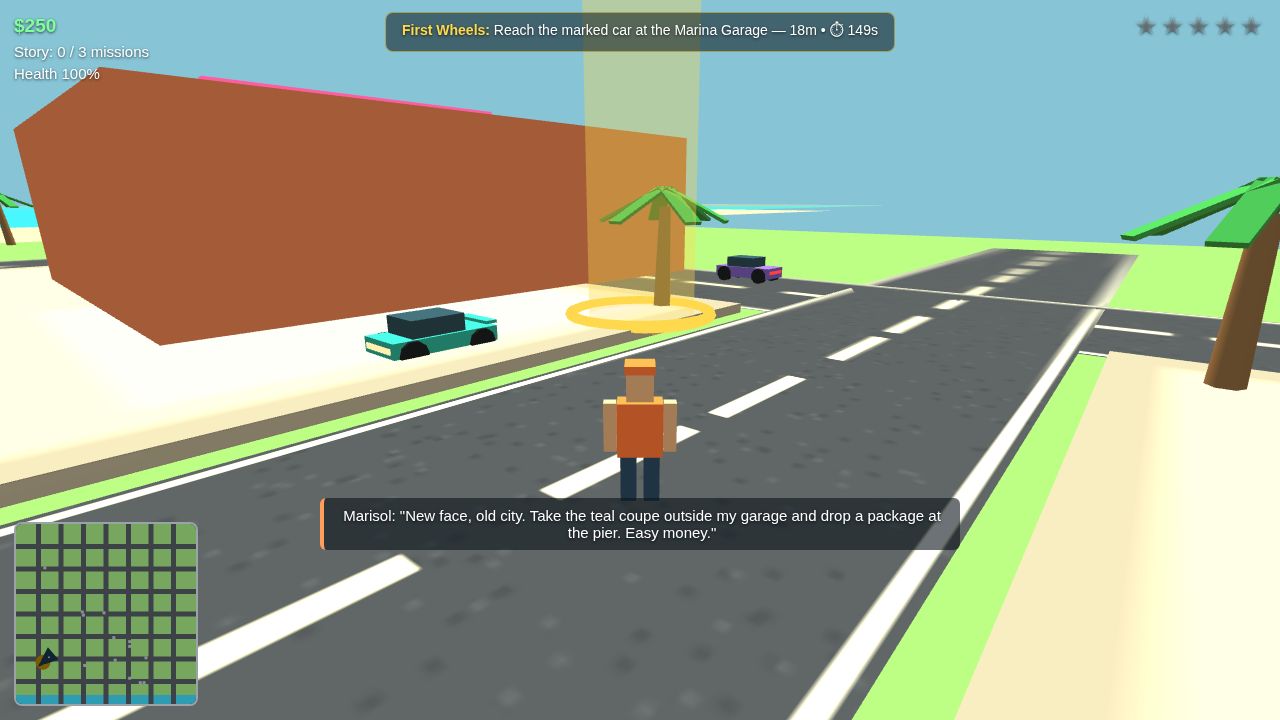 $250
Story: 0 / 3 missions
Health 100%
First Wheels: Reach the marked car at the Marina Garage — 18m • ⏱ 149s
★ ★ ★ ★ ★
Marisol: "New face, old city. Take the teal coupe outside my garage and drop a package at
the pier. Easy money."